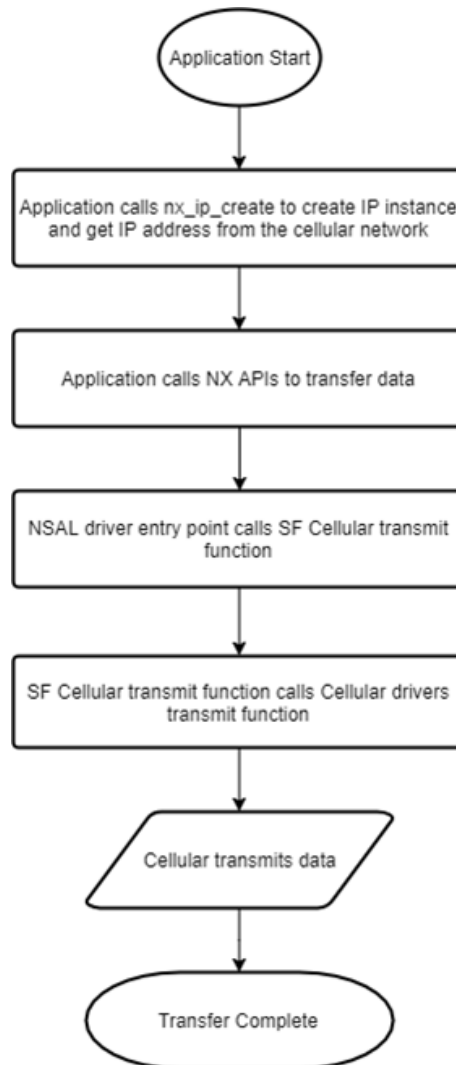 Application Start
Application calls nx_ip_create to create IP instance
and get IP address from the cellular network
Application calls NX APIs to transfer data
NSAL driver entry point calls SF Cellular transmit
function
SF Cellular transmit function calls Cellular drivers
transmit function
Cellular transmits data
Transfer Complete